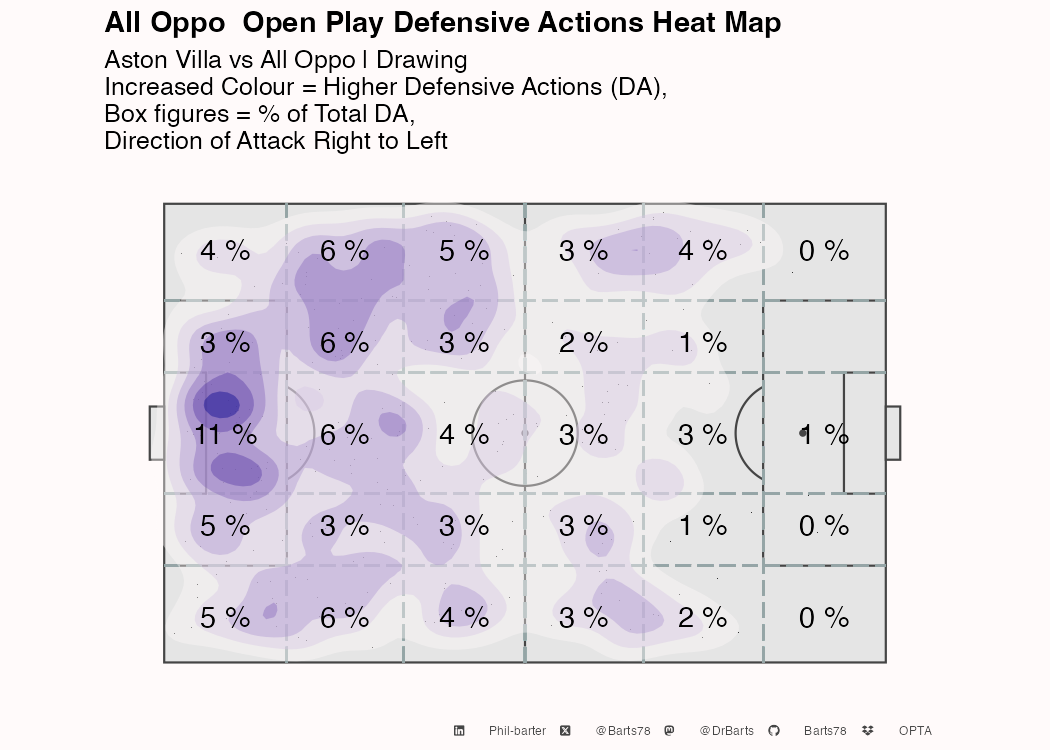 All Oppo  Open Play Defensive Actions Heat Map
Aston Villa vs All Oppo | Drawing
Increased Colour = Higher Defensive Actions (DA),
Box figures = % of Total DA,
Direction of Attack Right to Left
4 % 6 % 5 % 3 % 4 % 0 %
3 % 6 % 3 % 2 % 1 %
11 % 6 % 4 % 3 % 3 % 1 %
5 % 3 % 3 % 3 % 1 % 0 %
5 % 6 % 4 % 3 % 2 % 0 %
Phil-barter @Barts78 @DrBarts Barts78 OPTA